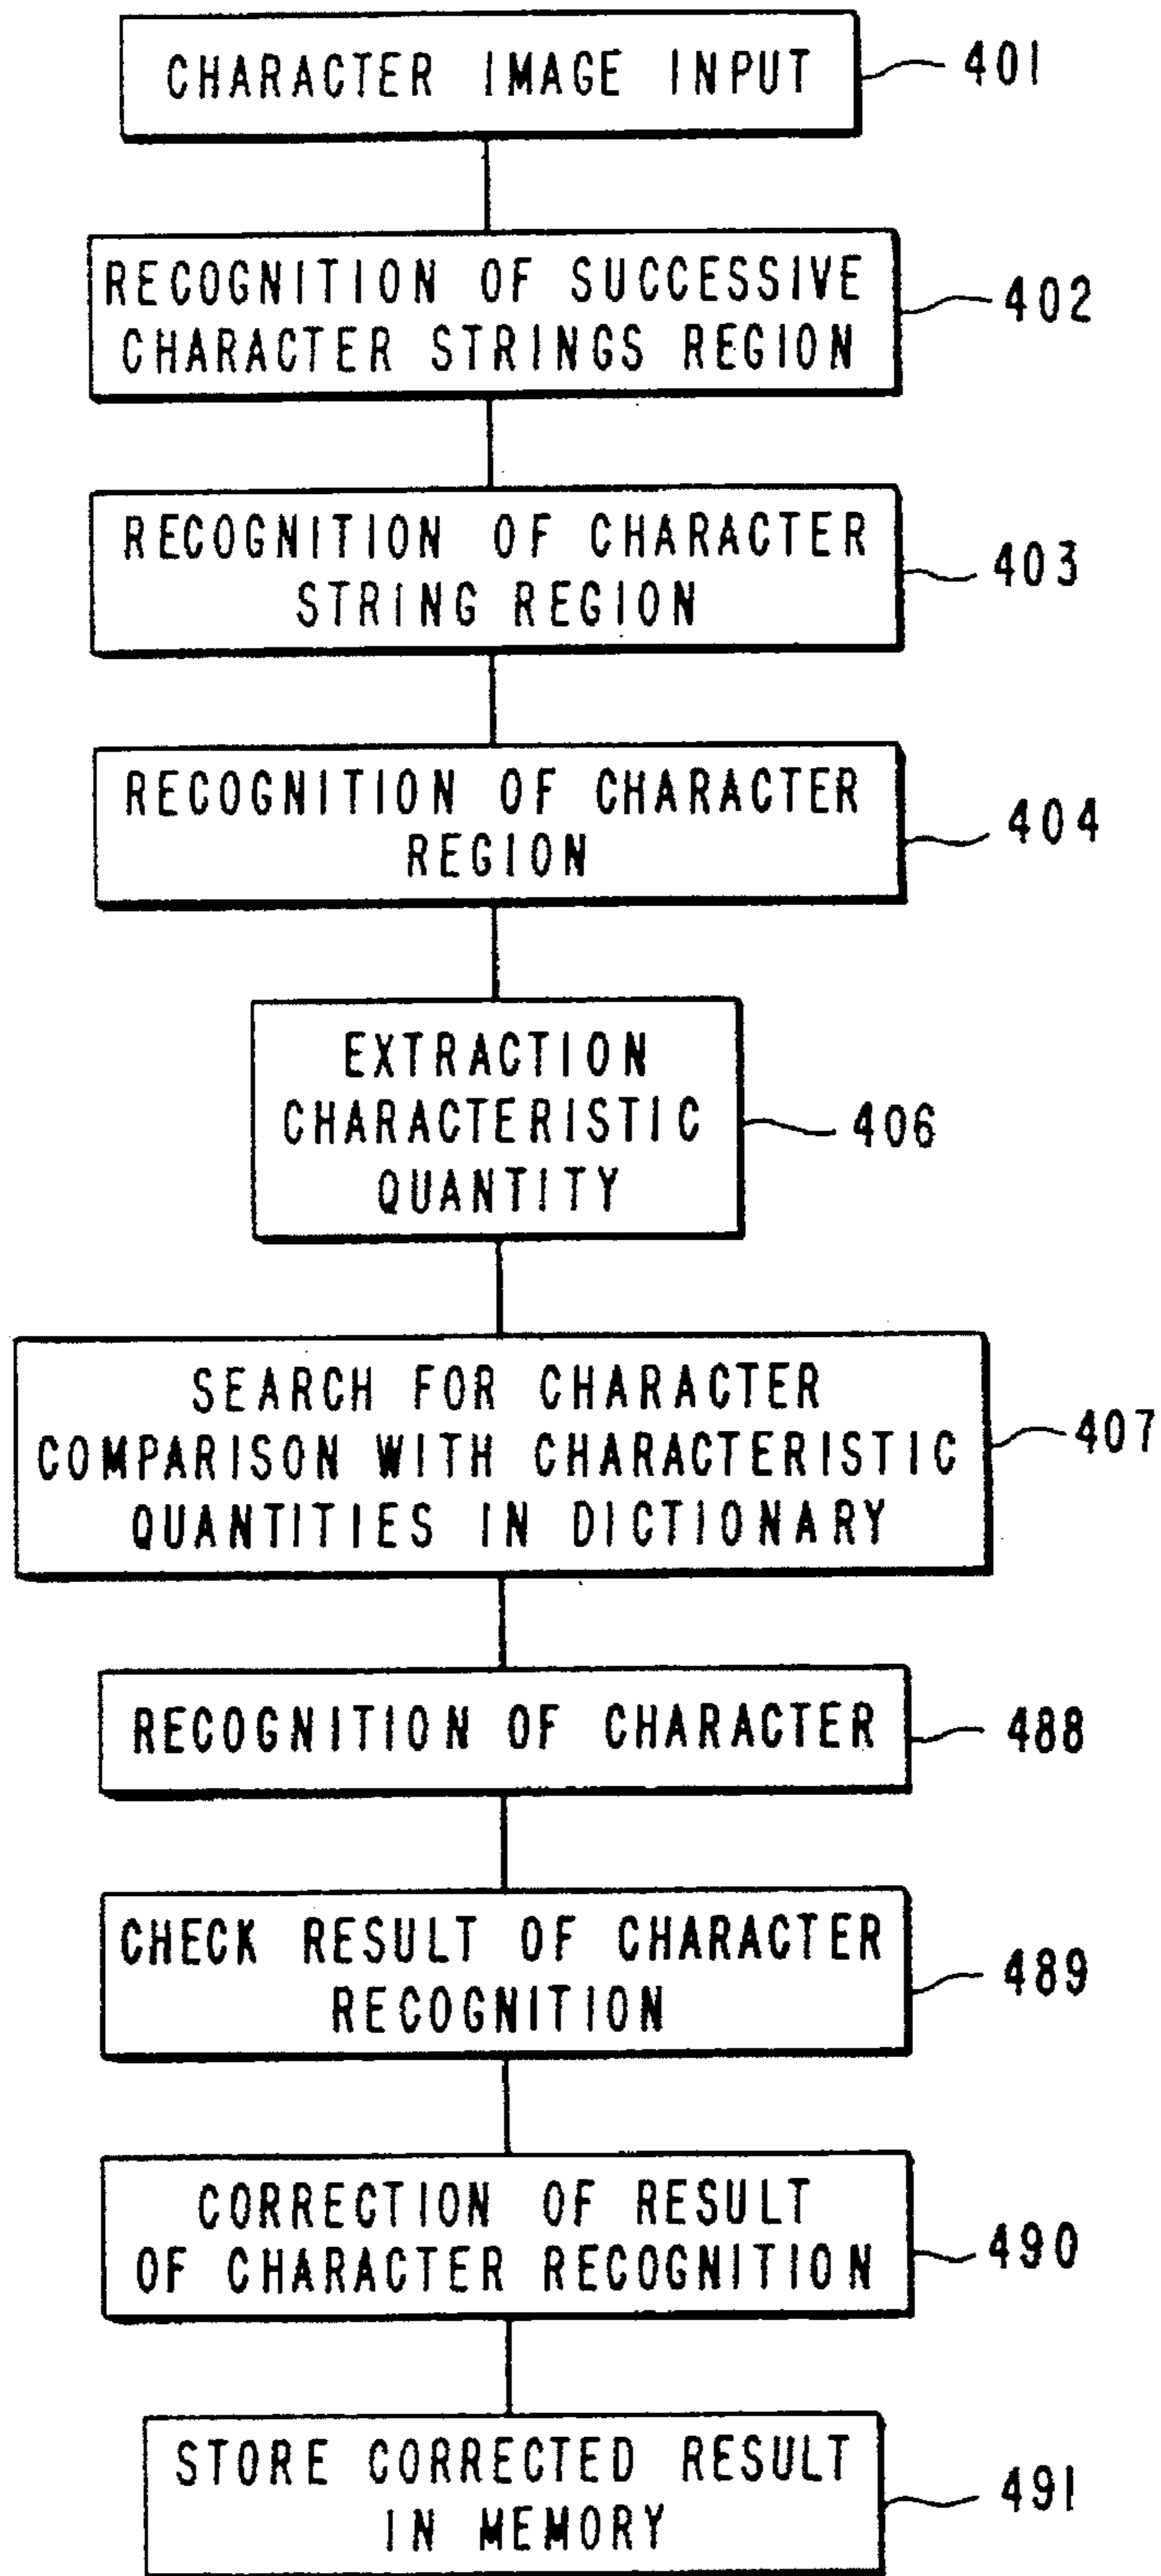 CHARACTER IMAGE INPUT
401
RECOGNITION OF SUCCESSIVE
CHARACTER STRINGS REGION
402
RECOGNITION OF CHARACTER
STRING REGION
403
RECOGNITION OF CHARACTER
REGION
404
EXTRACTION
CHARACTERISTIC
QUANTITY
406
SEARCH FOR CHARACTER
COMPARISON WITH CHARACTERISTIC
QUANTITIES IN DICTIONARY
407
RECOGNITION OF CHARACTER
488
CHECK RESULT OF CHARACTER
RECOGNITION
489
CORRECTION OF RESULT
OF CHARACTER RECOGNITION
490
STORE CORRECTED RESULT
IN MEMORY
491